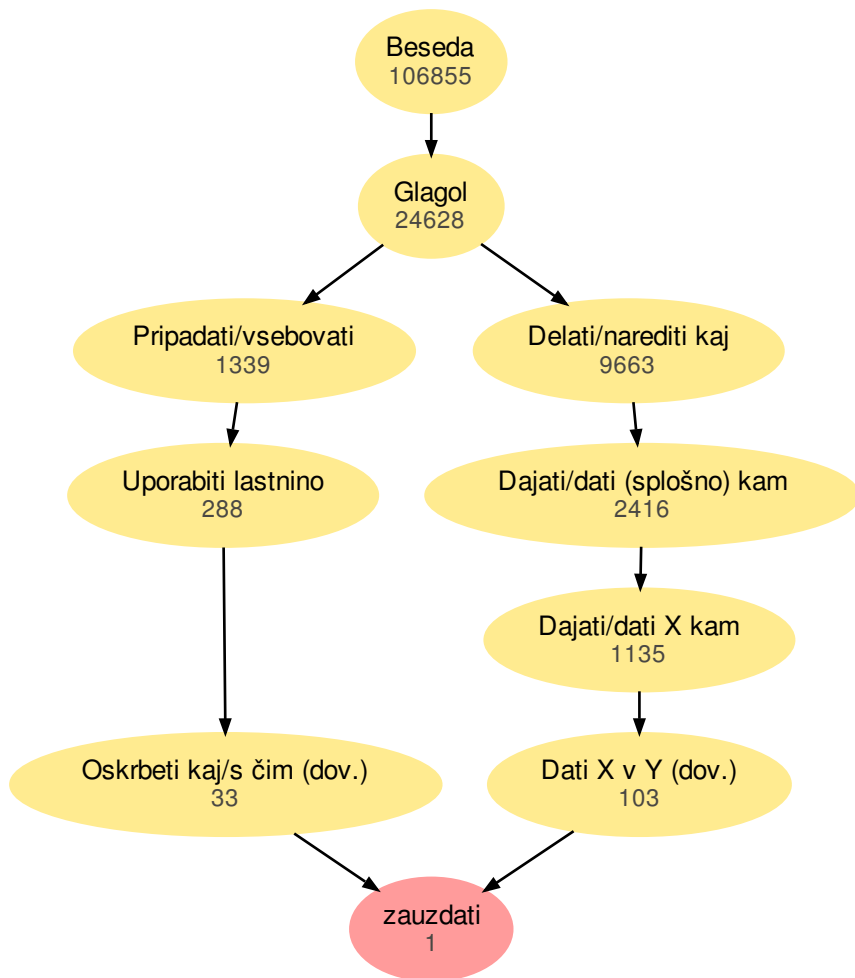 Beseda
106855
Glagol
24628
Pripadati/vsebovati
1339
Delati/narediti kaj
9663
Uporabiti lastnino
288
Dajati/dati (splošno) kam
2416
Dajati/dati X kam
1135
Oskrbeti kaj/s čim (dov.)
33
Dati X v Y (dov.)
103
zauzdati
1